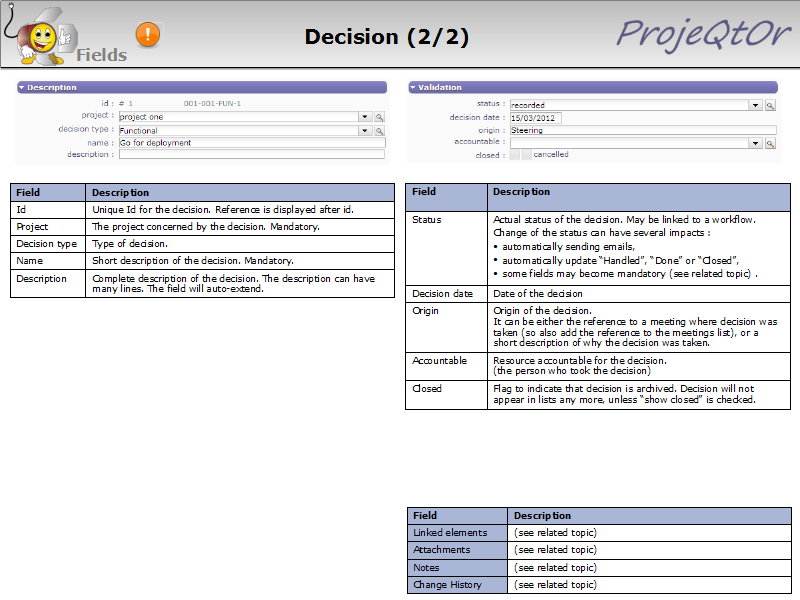 Fields
!
Decision (2/2)
ProjeQtOr
Description
id : # 1 001-001-FUN-1
project : project one
decision type : Functional
name : Go for deployment
description :
Validation
status : recorded
decision date : 15/03/2012
origin : Steering
accountable :
closed : cancelled
Field Description
Id Unique Id for the decision. Reference is displayed after id.
Project The project concerned by the decision. Mandatory.
Decision type Type of decision.
Name Short description of the decision. Mandatory.
Description Complete description of the decision. The description can have
many lines. The field will auto-extend.
Field Description
Status Actual status of the decision. May be linked to a workflow.
Change of the status can have several impacts :
• automatically sending emails,
• automatically update “Handled”, “Done” or “Closed”,
• some fields may become mandatory (see related topic) .
Decision date Date of the decision
Origin Origin of the decision.
It can be either the reference to a meeting where decision was
taken (so also add the reference to the meetings list), or a
short description of why the decision was taken.
Accountable Resource accountable for the decision.
(the person who took the decision)
Closed Flag to indicate that decision is archived. Decision will not
appear in lists any more, unless “show closed” is checked.
Field Description
Linked elements (see related topic)
Attachments (see related topic)
Notes (see related topic)
Change History (see related topic)